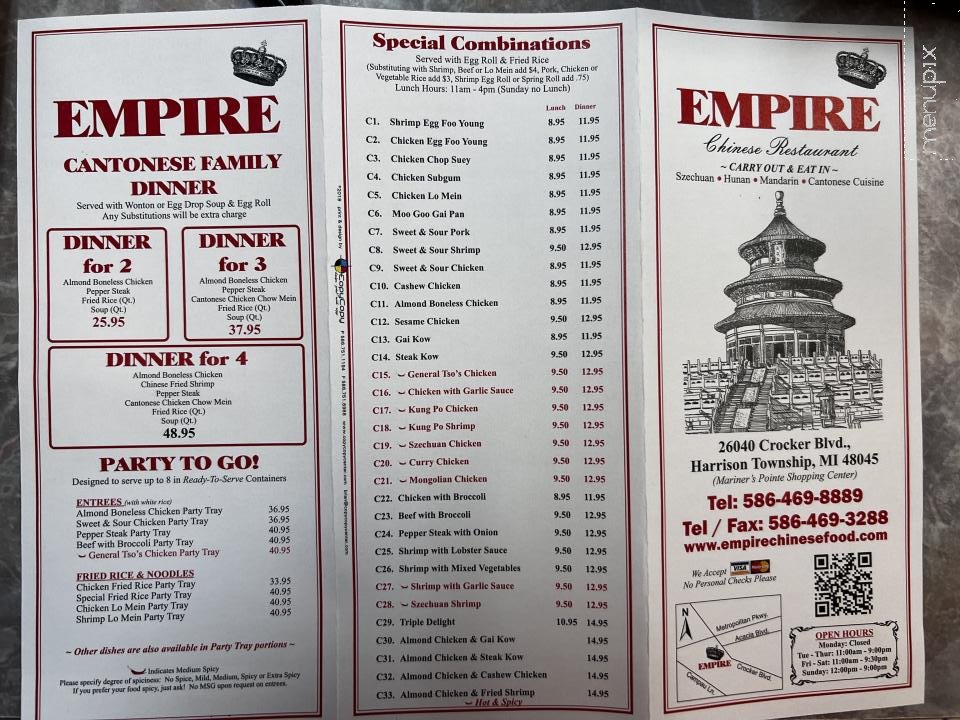 EMPIRE
CANTONESE FAMILY
DINNER
Served with Wonton or Egg Drop Soup & Egg Roll
Any Substitutions will be extra charge
DINNER
for 2
Almond Boneless Chicken
Pepper Steak
Fried Rice (Qt.)
Soup (Qt.)
25.95
DINNER
for 3
Almond Boneless Chicken
Pepper Steak
Cantonese Chicken Chow Mein
Fried Rice (Qt.)
Soup (Qt.)
37.95
DINNER for 4
Almond Boneless Chicken
Chinese Fried Shrimp
Pepper Steak
Cantonese Chicken Chow Mein
Fried Rice (Qt.)
Soup (Qt.)
48.95
PARTY TO GO!
Designed to serve up to 8 in Ready-To-Serve Containers
ENTREES (with white rice)
Almond Boneless Chicken Party Tray 36.95
Sweet & Sour Chicken Party Tray 36.95
Pepper Steak Party Tray 40.95
Beef with Broccoli Party Tray 40.95
General Tso's Chicken Party Tray 40.95
FRIED RICE & NOODLES
Chicken Fried Rice Party Tray 33.95
Special Fried Rice Party Tray 40.95
Chicken Lo Mein Party Tray 40.95
Shrimp Lo Mein Party Tray 40.95
~ Other dishes are also available in Party Tray portions ~
Indicates Medium Spicy
Please specify degree of spiciness: No Spice, Mild, Medium, Spicy or Extra Spicy
If you prefer your food spicy, just ask! No MSG upon request on entrees.
CopyCopy
Special Combinations
Served with Egg Roll & Fried Rice
(Substituting with Shrimp, Beef or Lo Mein add $4, Pork, Chicken or
Vegetable Rice add $3, Shrimp Egg Roll or Spring Roll add .75)
Lunch Hours: 11am - 4pm (Sunday no Lunch)
Lunch Dinner
C1. Shrimp Egg Foo Young 8.95 11.95
C2. Chicken Egg Foo Young 8.95 11.95
C3. Chicken Chop Suey 8.95 11.95
C4. Chicken Subgum 8.95 11.95
C5. Chicken Lo Mein 8.95 11.95
C6. Moo Goo Gai Pan 8.95 11.95
C7. Sweet & Sour Pork 8.95 11.95
C8. Sweet & Sour Shrimp 9.50 12.95
C9. Sweet & Sour Chicken 8.95 11.95
C10. Cashew Chicken 8.95 11.95
C11. Almond Boneless Chicken 8.95 11.95
C12. Sesame Chicken 9.50 12.95
C13. Gai Kow 8.95 11.95
C14. Steak Kow 9.50 12.95
C15. General Tso's Chicken 9.50 12.95
C16. Chicken with Garlic Sauce 9.50 12.95
C17. Kung Po Chicken 9.50 12.95
C18. Kung Po Shrimp 9.50 12.95
C19. Szechuan Chicken 9.50 12.95
C20. Curry Chicken 9.50 12.95
C21. Mongolian Chicken 9.50 12.95
C22. Chicken with Broccoli 8.95 11.95
C23. Beef with Broccoli 9.50 12.95
C24. Pepper Steak with Onion 9.50 12.95
C25. Shrimp with Lobster Sauce 9.50 12.95
C26. Shrimp with Mixed Vegetables 9.50 12.95
C27. Shrimp with Garlic Sauce 9.50 12.95
C28. Szechuan Shrimp 9.50 12.95
C29. Triple Delight 10.95 14.95
C30. Almond Chicken & Gai Kow 14.95
C31. Almond Chicken & Steak Kow 14.95
C32. Almond Chicken & Cashew Chicken 14.95
C33. Almond Chicken & Fried Shrimp 14.95
Hot & Spicy
EMPIRE
Chinese Restaurant
~ CARRY OUT & EAT IN ~
Szechuan • Hunan • Mandarin • Cantonese Cuisine
26040 Crocker Blvd.,
Harrison Township, MI 48045
(Mariner's Pointe Shopping Center)
Tel: 586-469-8889
Tel / Fax: 586-469-3288
www.empirechinesefood.com
We Accept VISA MasterCard
No Personal Checks Please
N
Metropolitan Pkwy.
Acacia Blvd.
EMPIRE
Crocker Blvd.
Campau Ln.
OPEN HOURS
Monday: Closed
Tue - Thur: 11:00am - 9:00pm
Fri - Sat: 11:00am - 9:30pm
Sunday: 12:00pm - 9:00pm
menupix